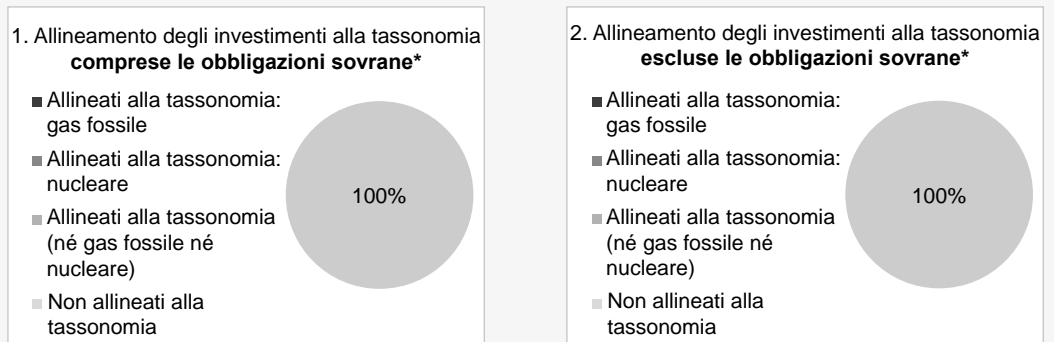 1. Allineamento degli investimenti alla tassonomia
comprese le obbligazioni sovrane*
Allineati alla tassonomia:
gas fossile
Allineati alla tassonomia:
nucleare
Allineati alla tassonomia
(né gas fossile né
nucleare)
Non allineati alla
tassonomia
100%
2. Allineamento degli investimenti alla tassonomia
escluse le obbligazioni sovrane*
Allineati alla tassonomia:
gas fossile
Allineati alla tassonomia:
nucleare
Allineati alla tassonomia
(né gas fossile né
nucleare)
Non allineati alla
tassonomia
100%